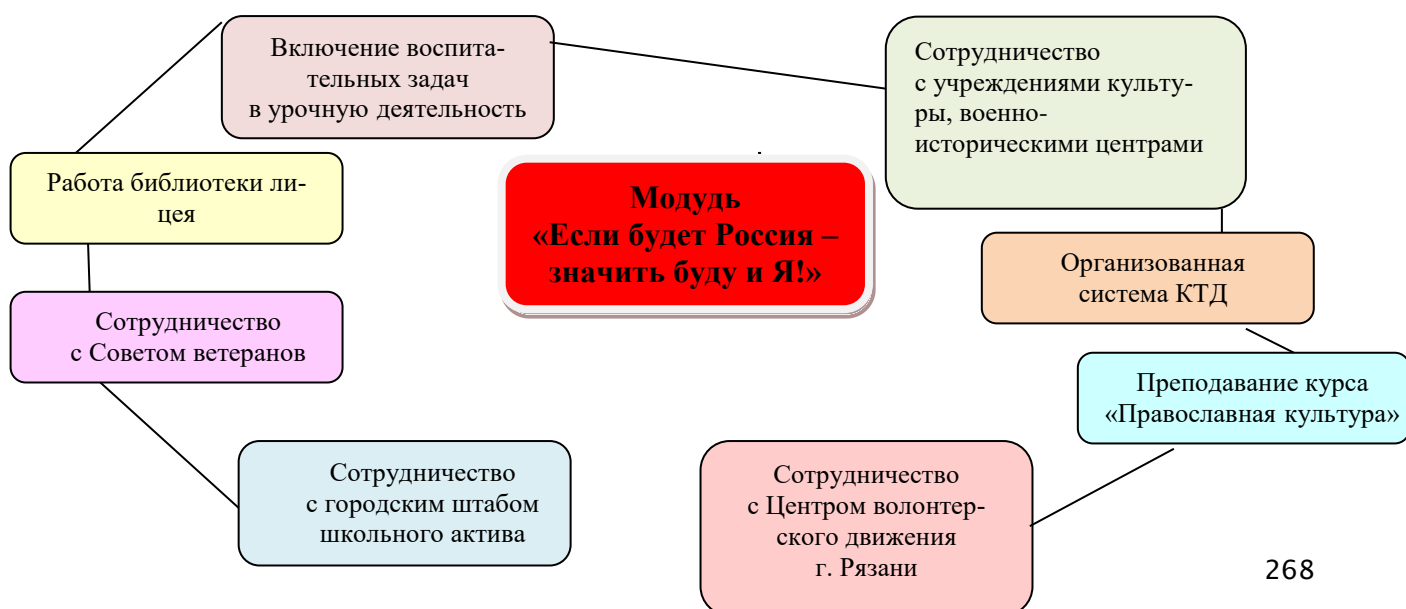 Включение воспита-
тельных задач
в урочную деятельность
Сотрудничество
с учреждениями культу-
ры, военно-
историческими центрами
Работа библиотеки ли-
цея
Модудь
«Если будет Россия –
значить буду и Я!»
Организованная
система КТД
Сотрудничество
с Советом ветеранов
Преподавание курса
«Православная культура»
Сотрудничество
с городским штабом
школьного актива
Сотрудничество
с Центром волонтер-
ского движения
г. Рязани
268